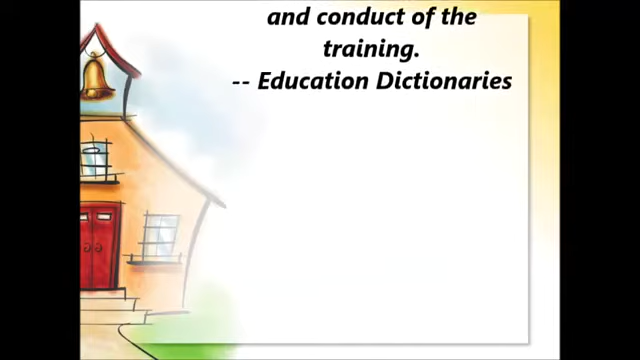 and conduct of the
training.
-- Education Dictionaries